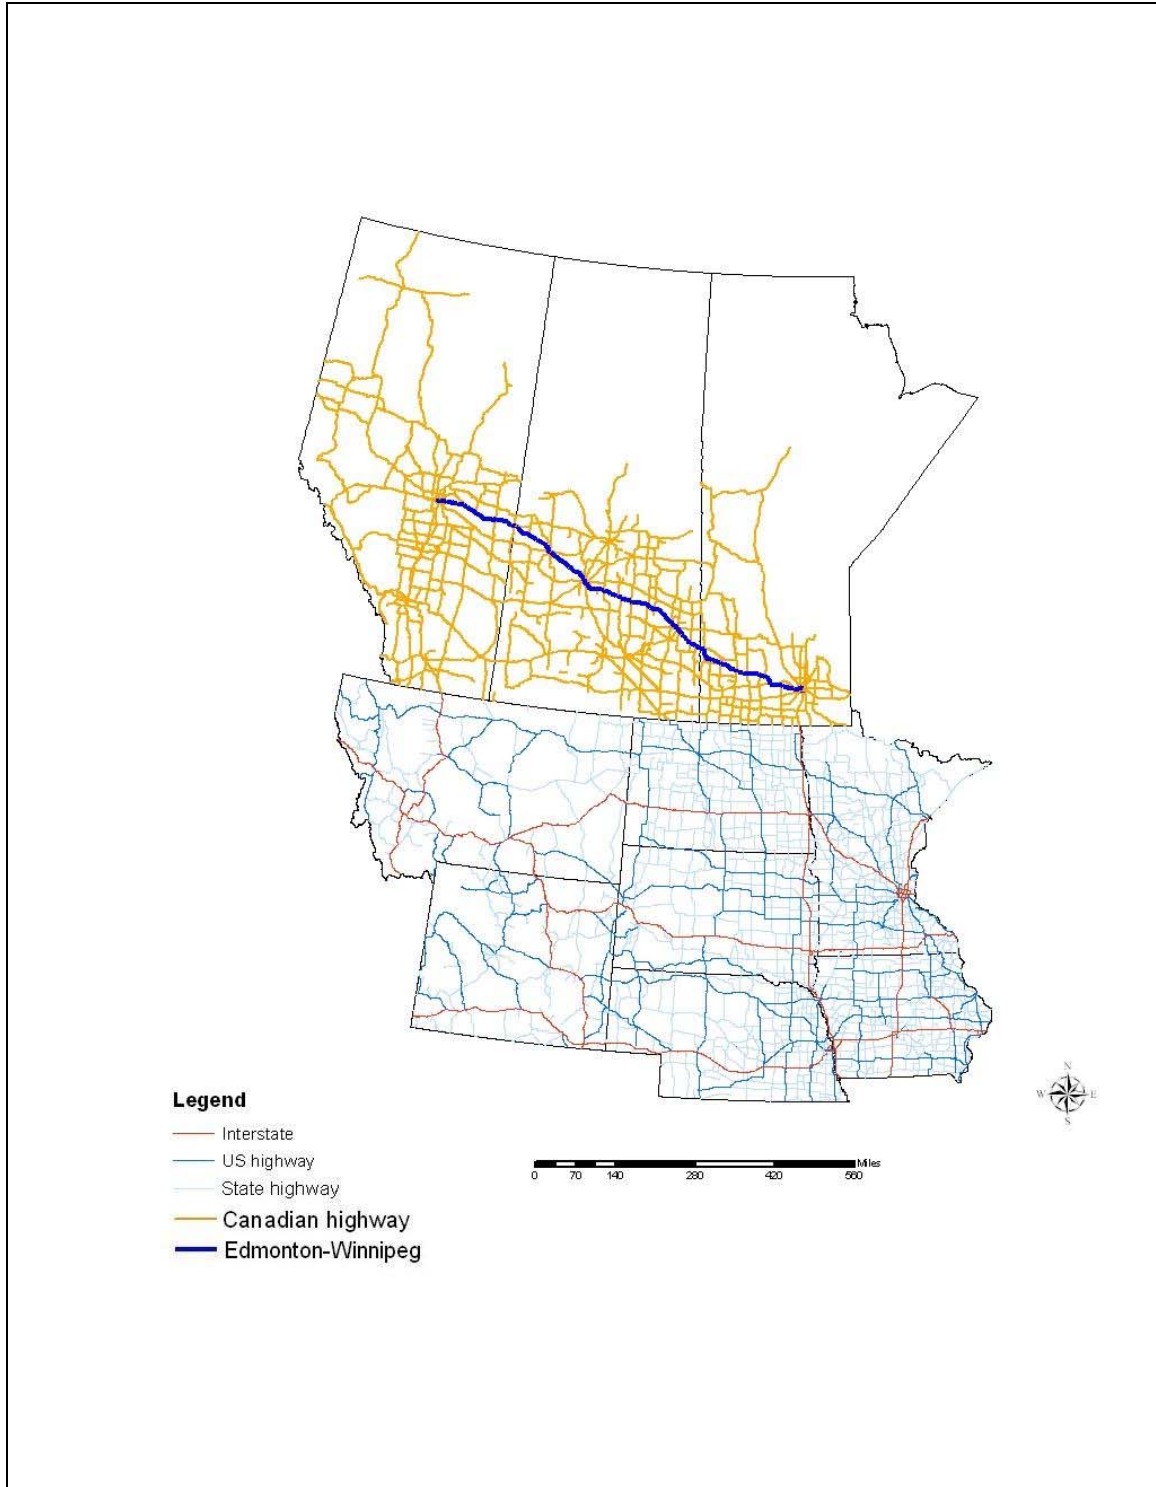 N
W E
S
Legend
Interstate
US highway
State highway
Canadian highway
Edmonton-Winnipeg
Miles
0 70 140 280 420 560